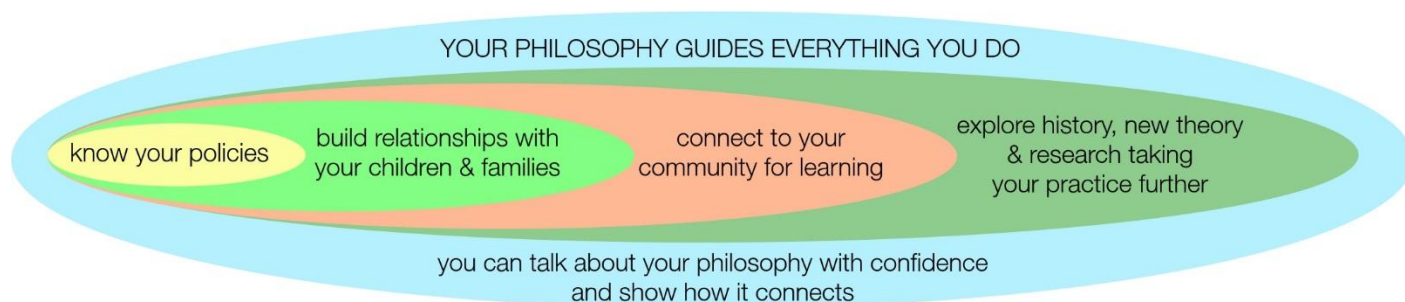 YOUR PHILOSOPHY GUIDES EVERYTHING YOU DO
know your policies
build relationships with
your children & families
connect to your
community for learning
explore history, new theory
& research taking
your practice further
you can talk about your philosophy with confidence
and show how it connects